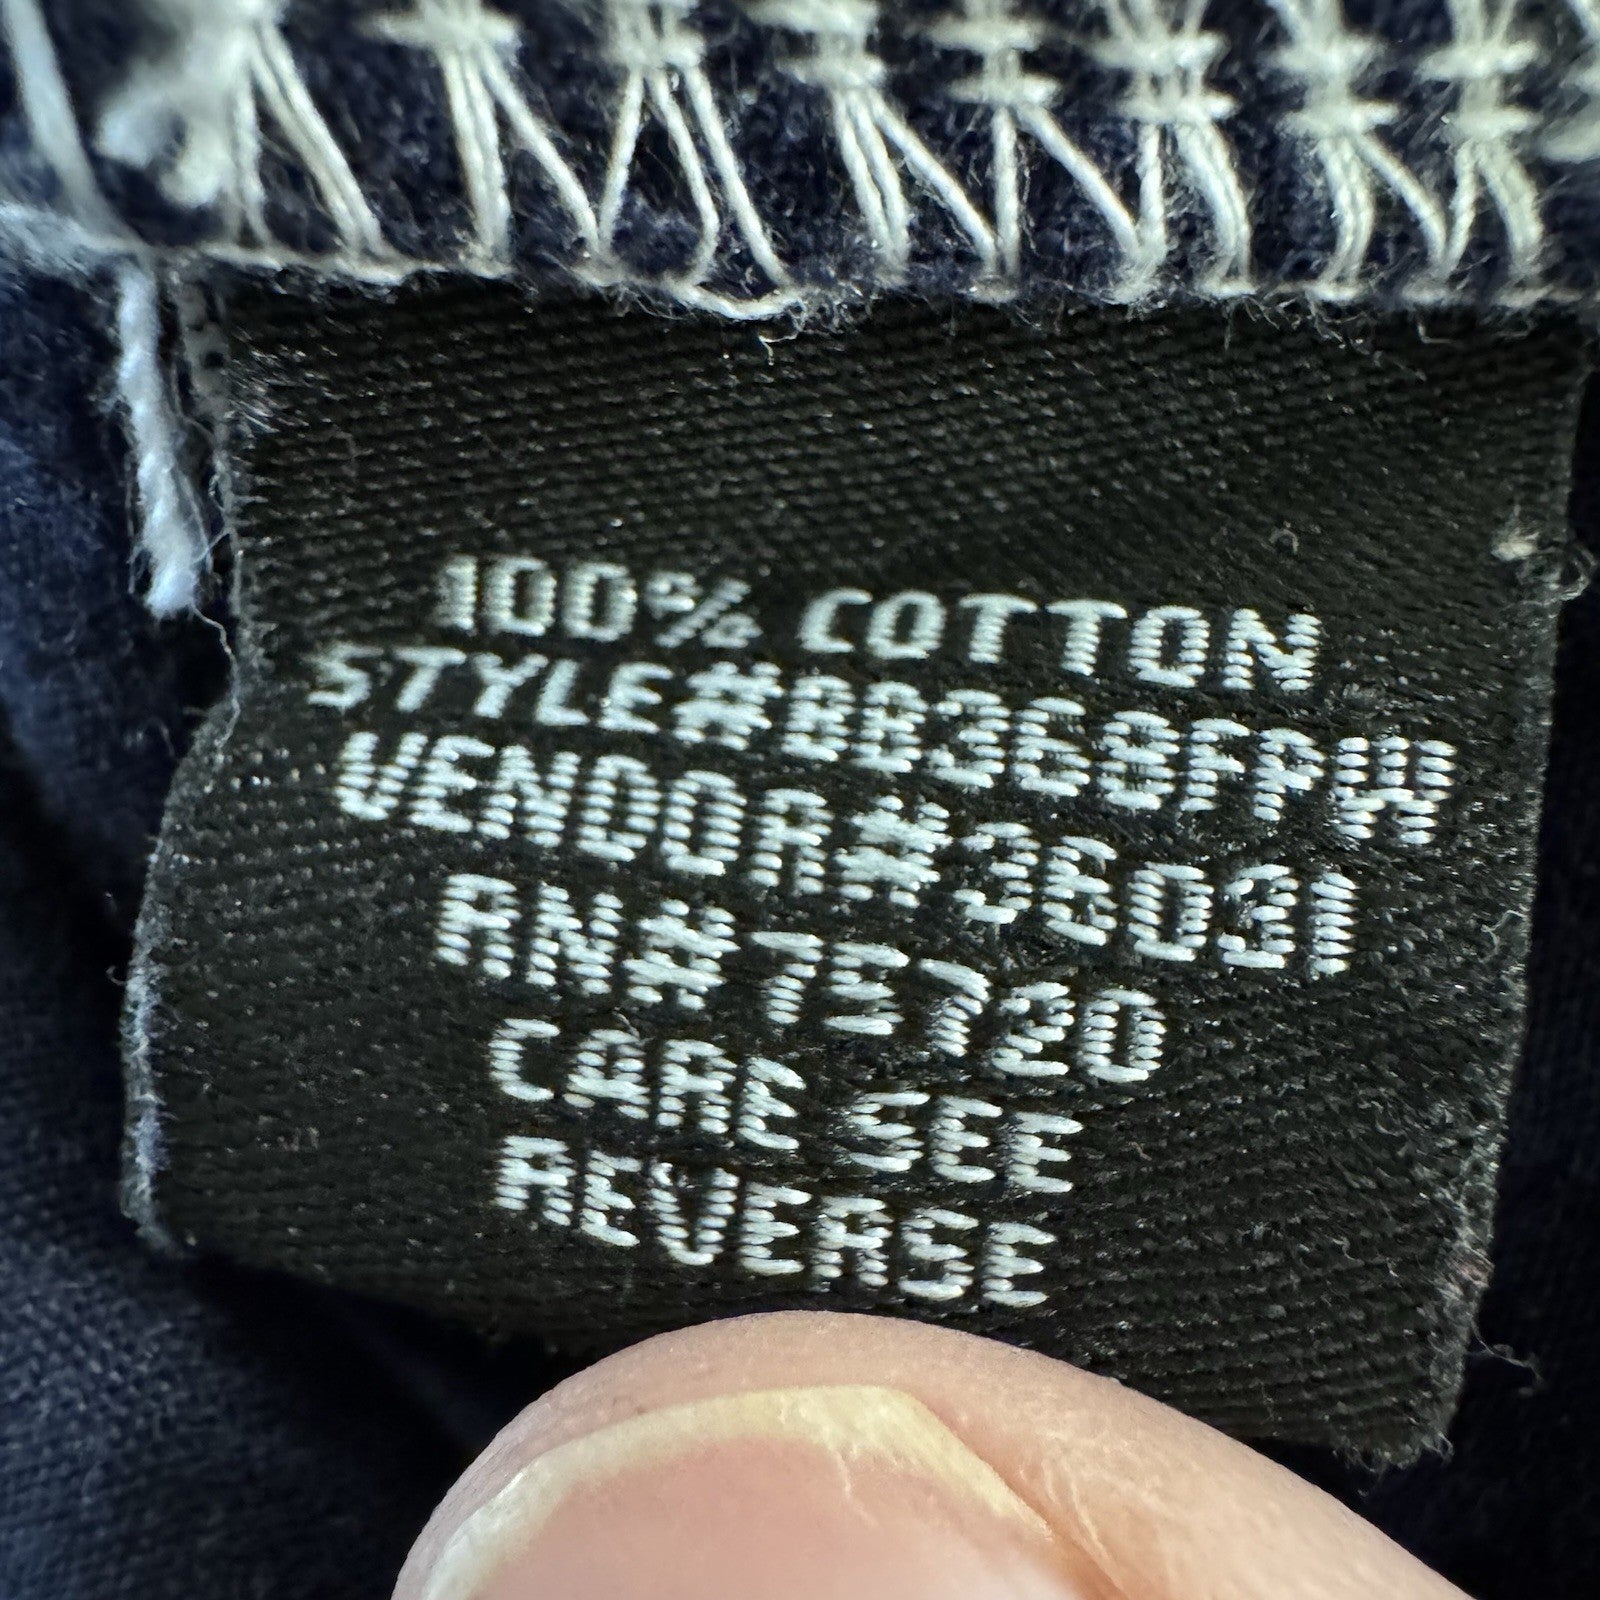 100% COTTON
STYLE#BB368FPW
VENDOR#36031
RN#75720
CARE SEE
REVERSE